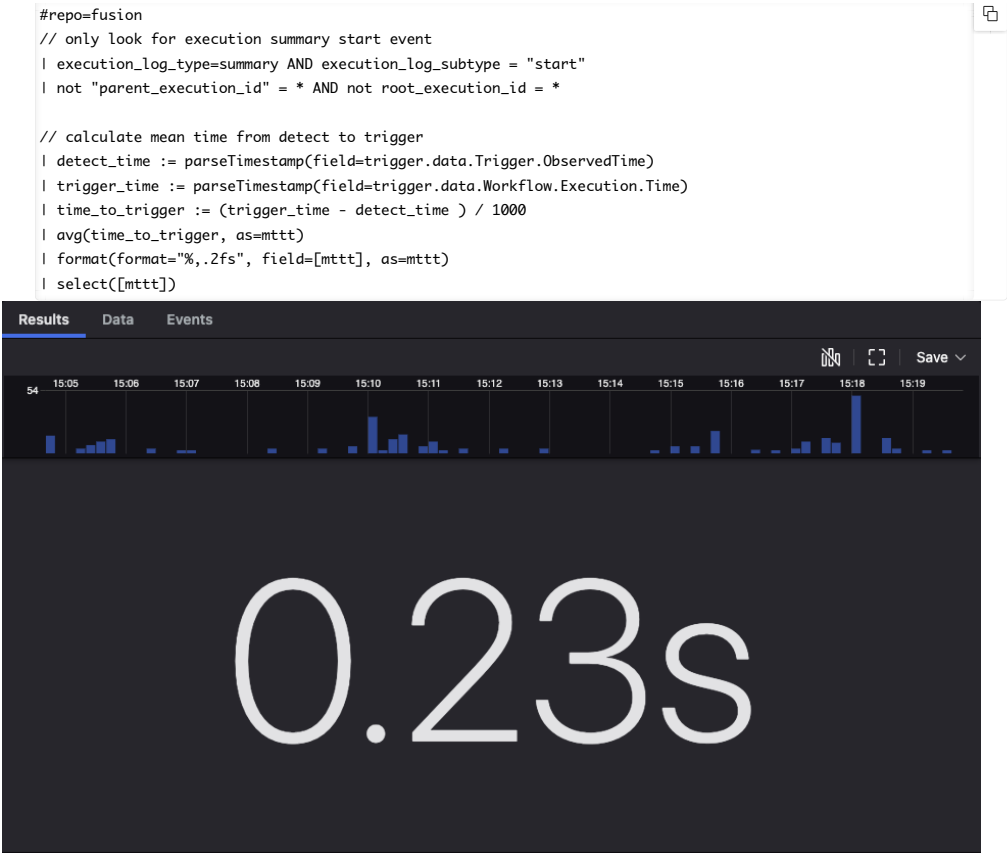 #repo=fusion
// only look for execution summary start event
| execution_log_type=summary AND execution_log_subtype = "start"
| not "parent_execution_id" = * AND not root_execution_id = *
// calculate mean time from detect to trigger
| detect_time := parseTimestamp(field=trigger.data.Trigger.ObservedTime)
| trigger_time := parseTimestamp(field=trigger.data.Workflow.Execution.Time)
| time_to_trigger := (trigger_time - detect_time ) / 1000
| avg(time_to_trigger, as=mttt)
| format(format="%,.2fs", field=[mttt], as=mttt)
| select([mttt])
Results Data Events
Save
54 15:05 15:06 15:07 15:08 15:09 15:10 15:11 15:12 15:13 15:14 15:15 15:16 15:17 15:18 15:19
0.23s